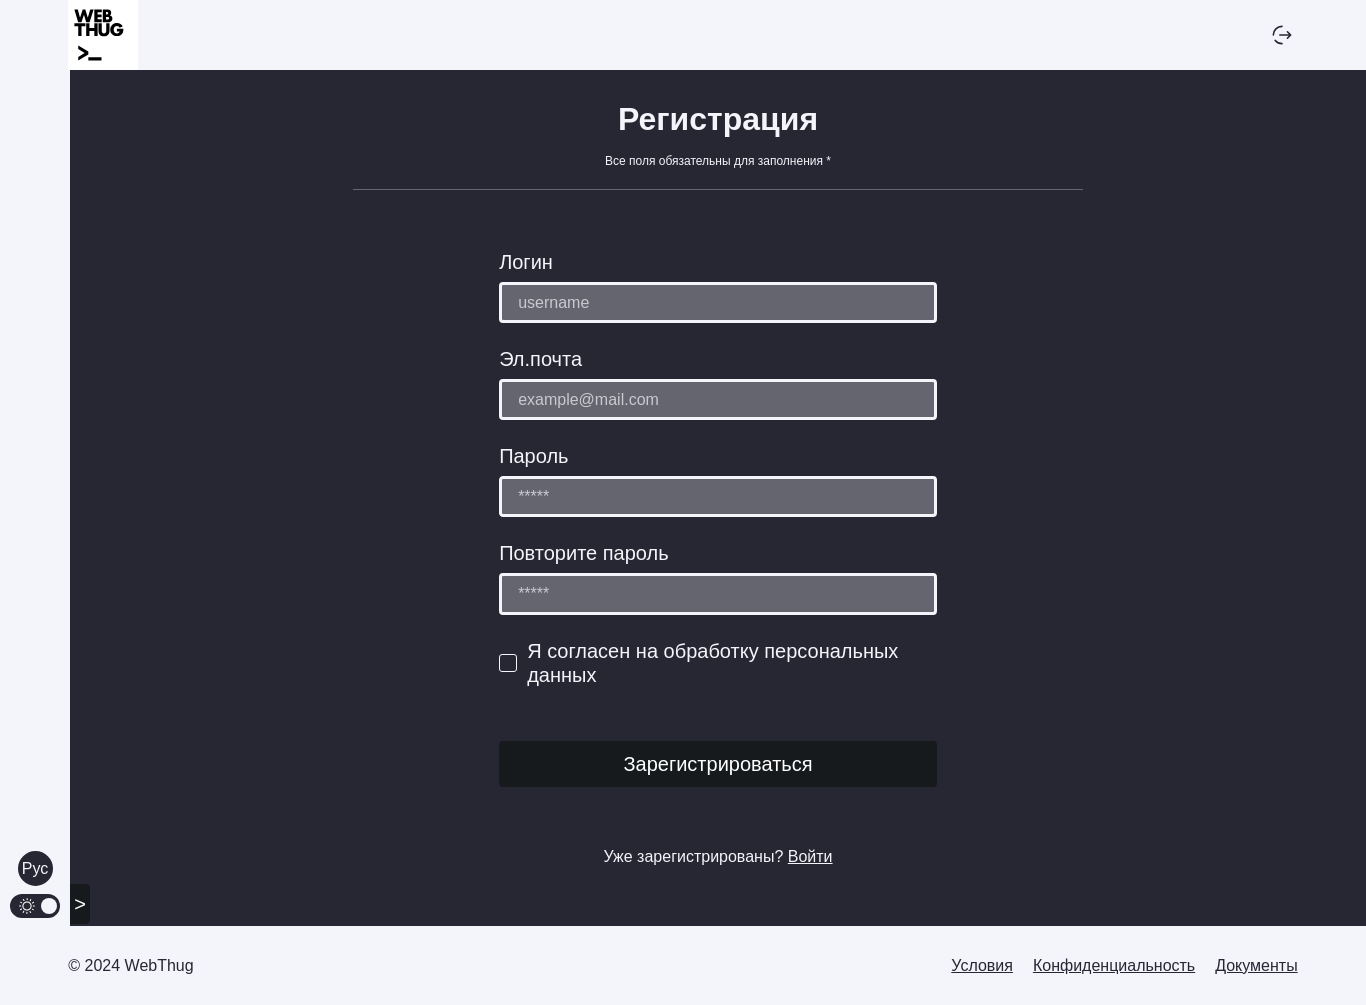 WEB
THUG
>_
Регистрация
Все поля обязательны для заполнения *
Логин
username
Эл.почта
example@mail.com
Пароль
*****
Повторите пароль
*****
Я согласен на обработку персональных
данных
Зарегистрироваться
Уже зарегистрированы? Войти
Рус
>
© 2024 WebThug
Условия Конфиденциальность Документы